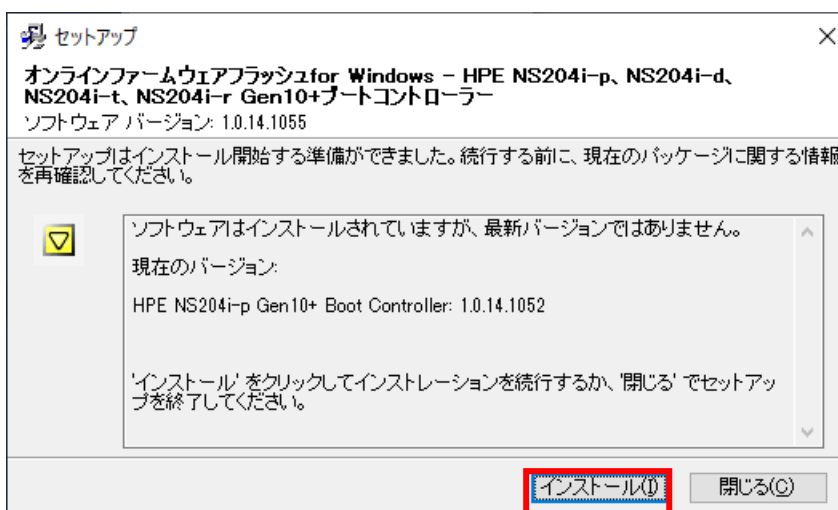 セットアップ
オンラインファームウェアフラッシュfor Windows - HPE NS204i-p、NS204i-d、
NS204i-t、NS204i-r Gen10+ブートコントローラー
ソフトウェア バージョン: 1.0.14.1055
セットアップはインストール開始する準備ができました。続行する前に、現在のパッケージに関する情報
を再確認してください。
ソフトウェアはインストールされていますが、最新バージョンではありません。
現在のバージョン:
HPE NS204i-p Gen10+ Boot Controller: 1.0.14.1052
'インストール' をクリックしてインストレーションを続行するか、'閉じる' でセットアッ
プを終了してください。
インストール(I) 閉じる(C)